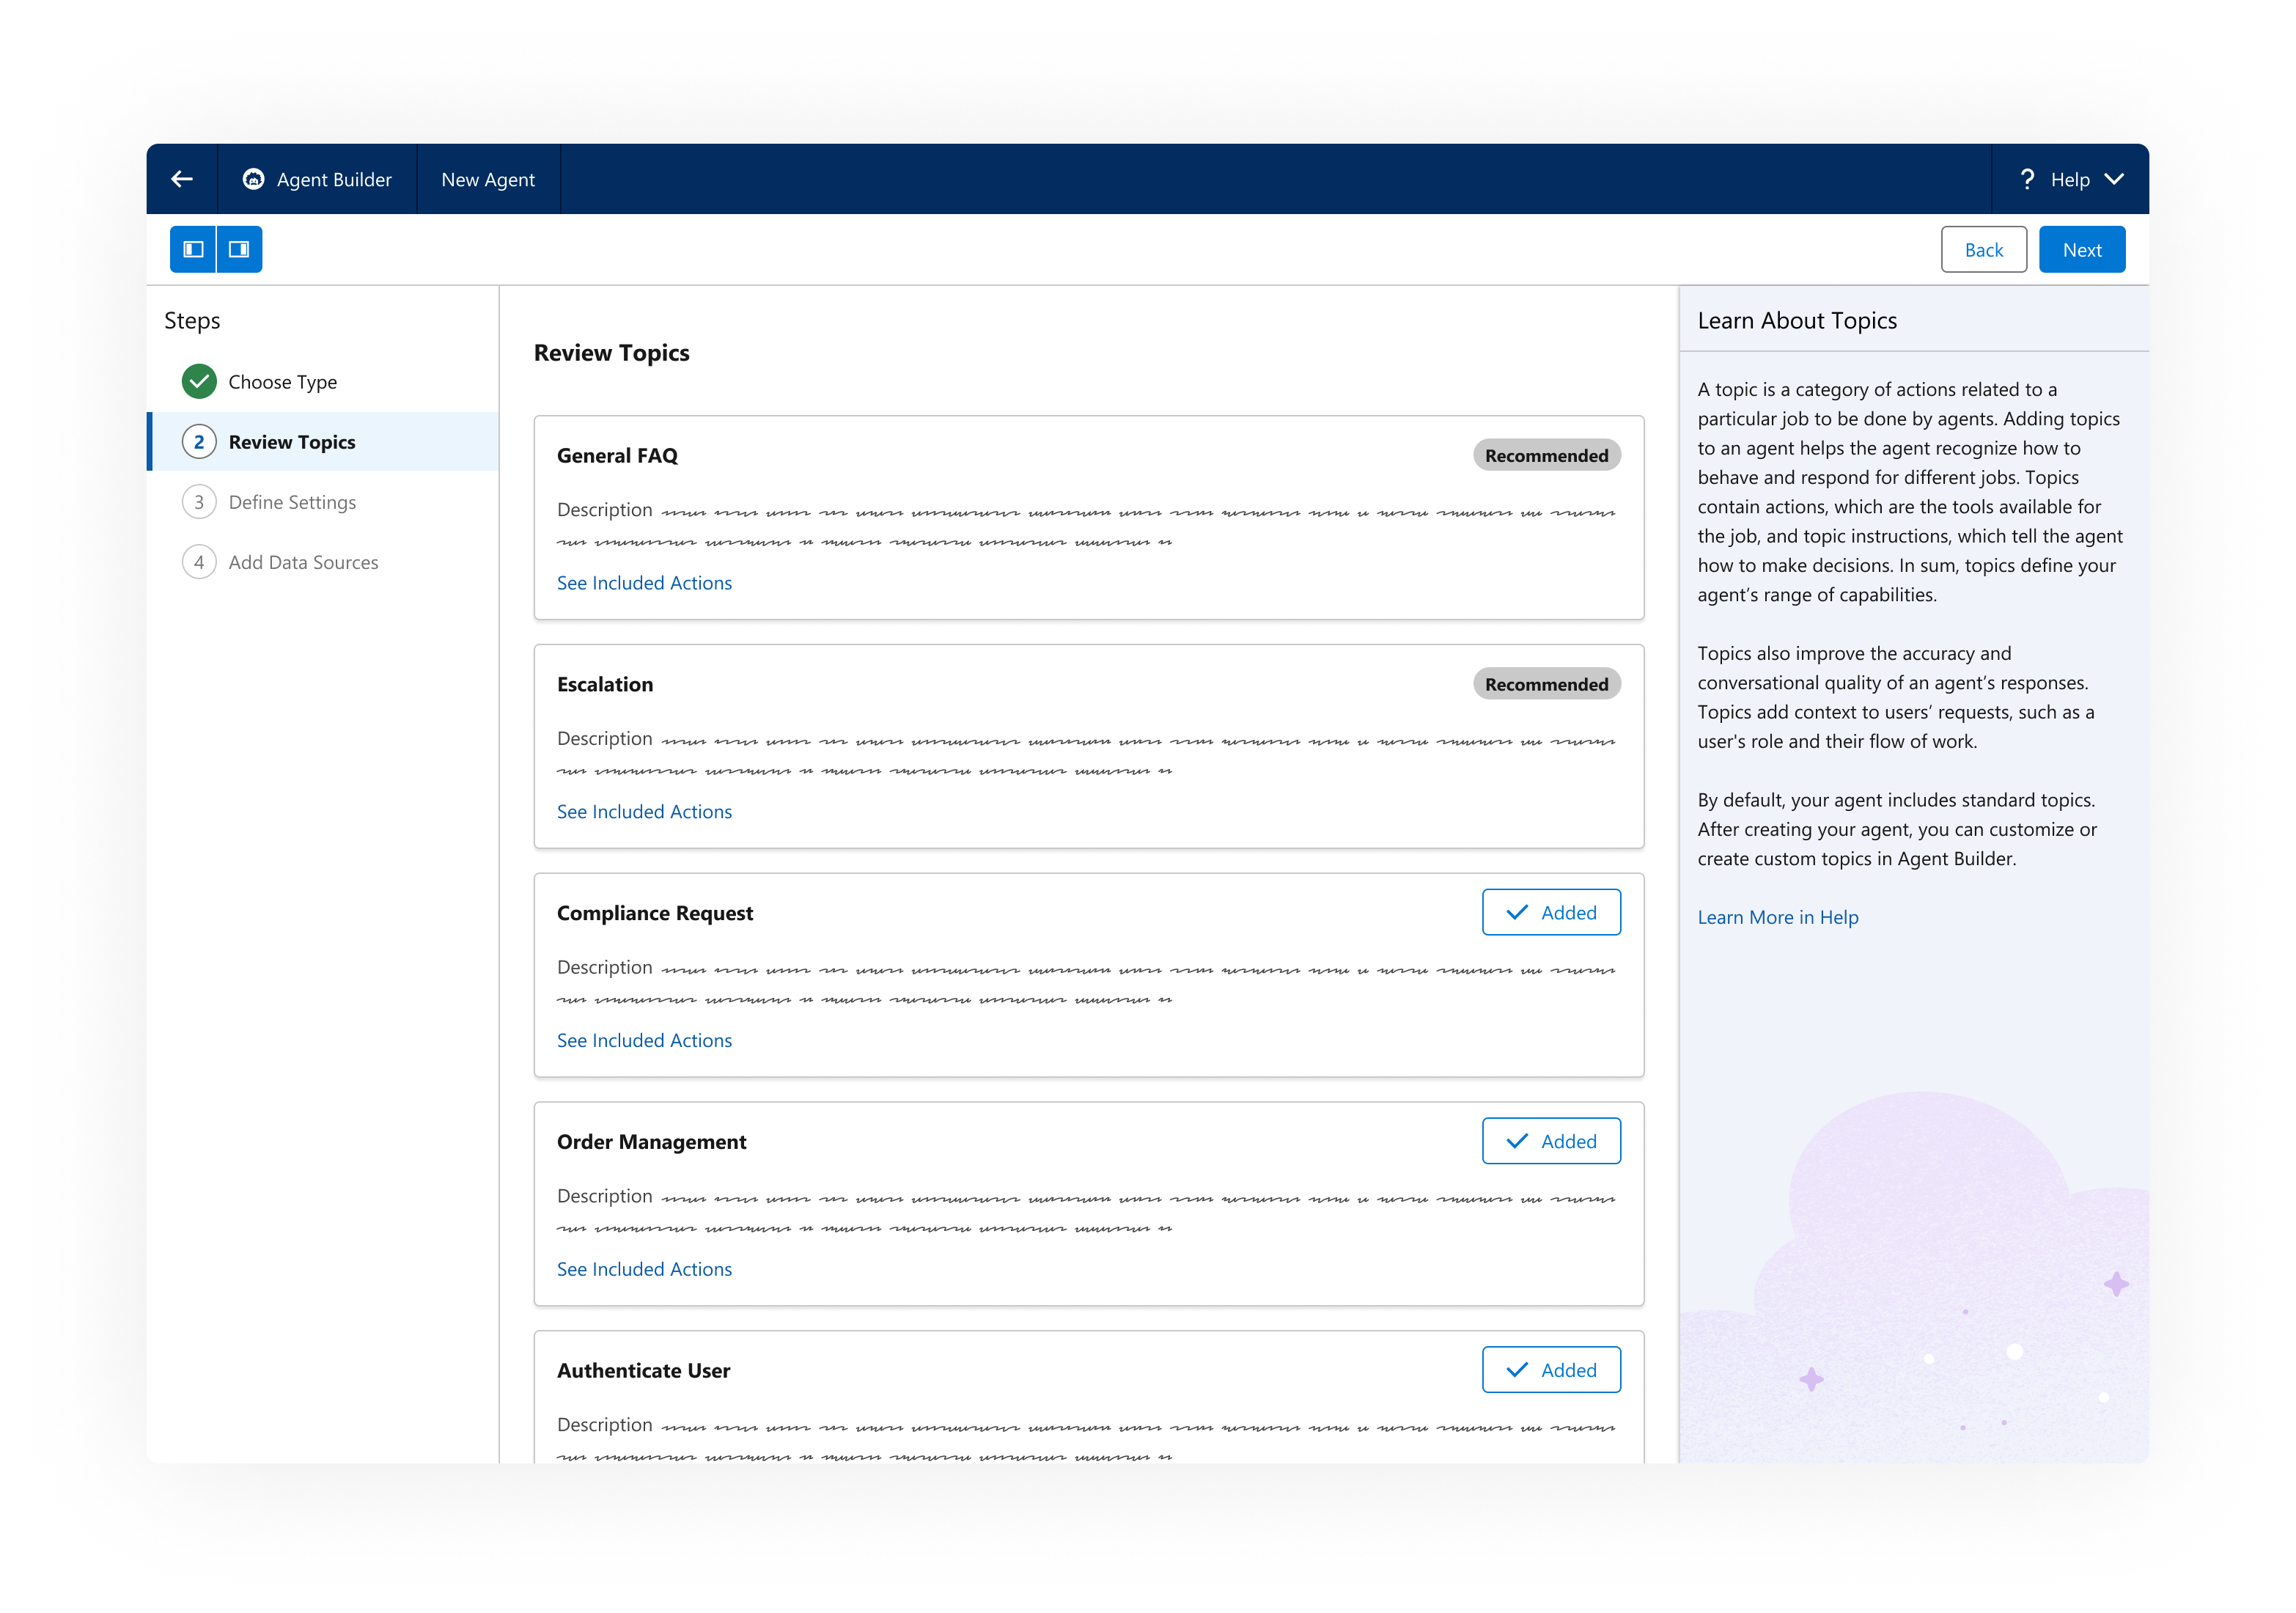 Agent Builder
New Agent
? Help
Back
Next
Steps
Choose Type
2 Review Topics
3 Define Settings
4 Add Data Sources
Review Topics
General FAQ
Recommended
Description
See Included Actions
Escalation
Recommended
Description
See Included Actions
Compliance Request
Added
Description
See Included Actions
Order Management
Added
Description
See Included Actions
Authenticate User
Added
Description
Learn About Topics
A topic is a category of actions related to a
particular job to be done by agents. Adding topics
to an agent helps the agent recognize how to
behave and respond for different jobs. Topics
contain actions, which are the tools available for
the job, and topic instructions, which tell the agent
how to make decisions. In sum, topics define your
agent’s range of capabilities.
Topics also improve the accuracy and
conversational quality of an agent’s responses.
Topics add context to users’ requests, such as a
user's role and their flow of work.
By default, your agent includes standard topics.
After creating your agent, you can customize or
create custom topics in Agent Builder.
Learn More in Help